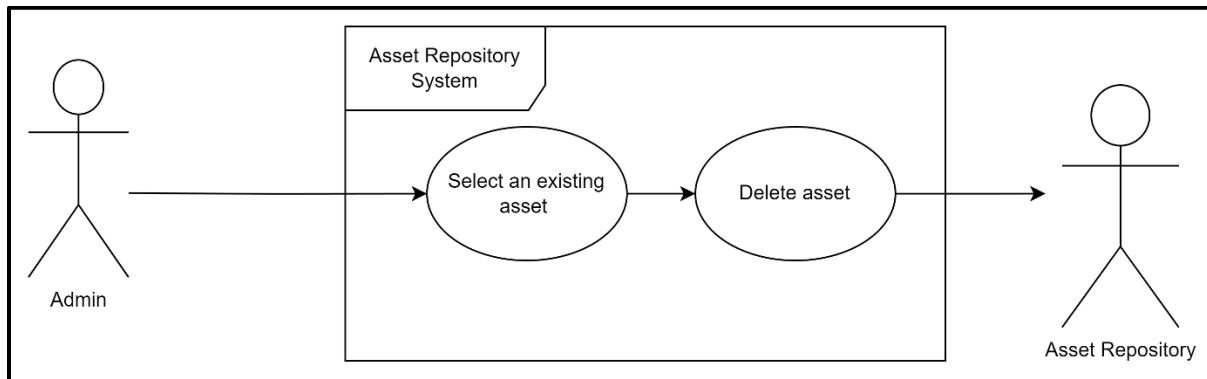 Asset Repository
System
Select an existing
asset
Delete asset
Admin
Asset Repository